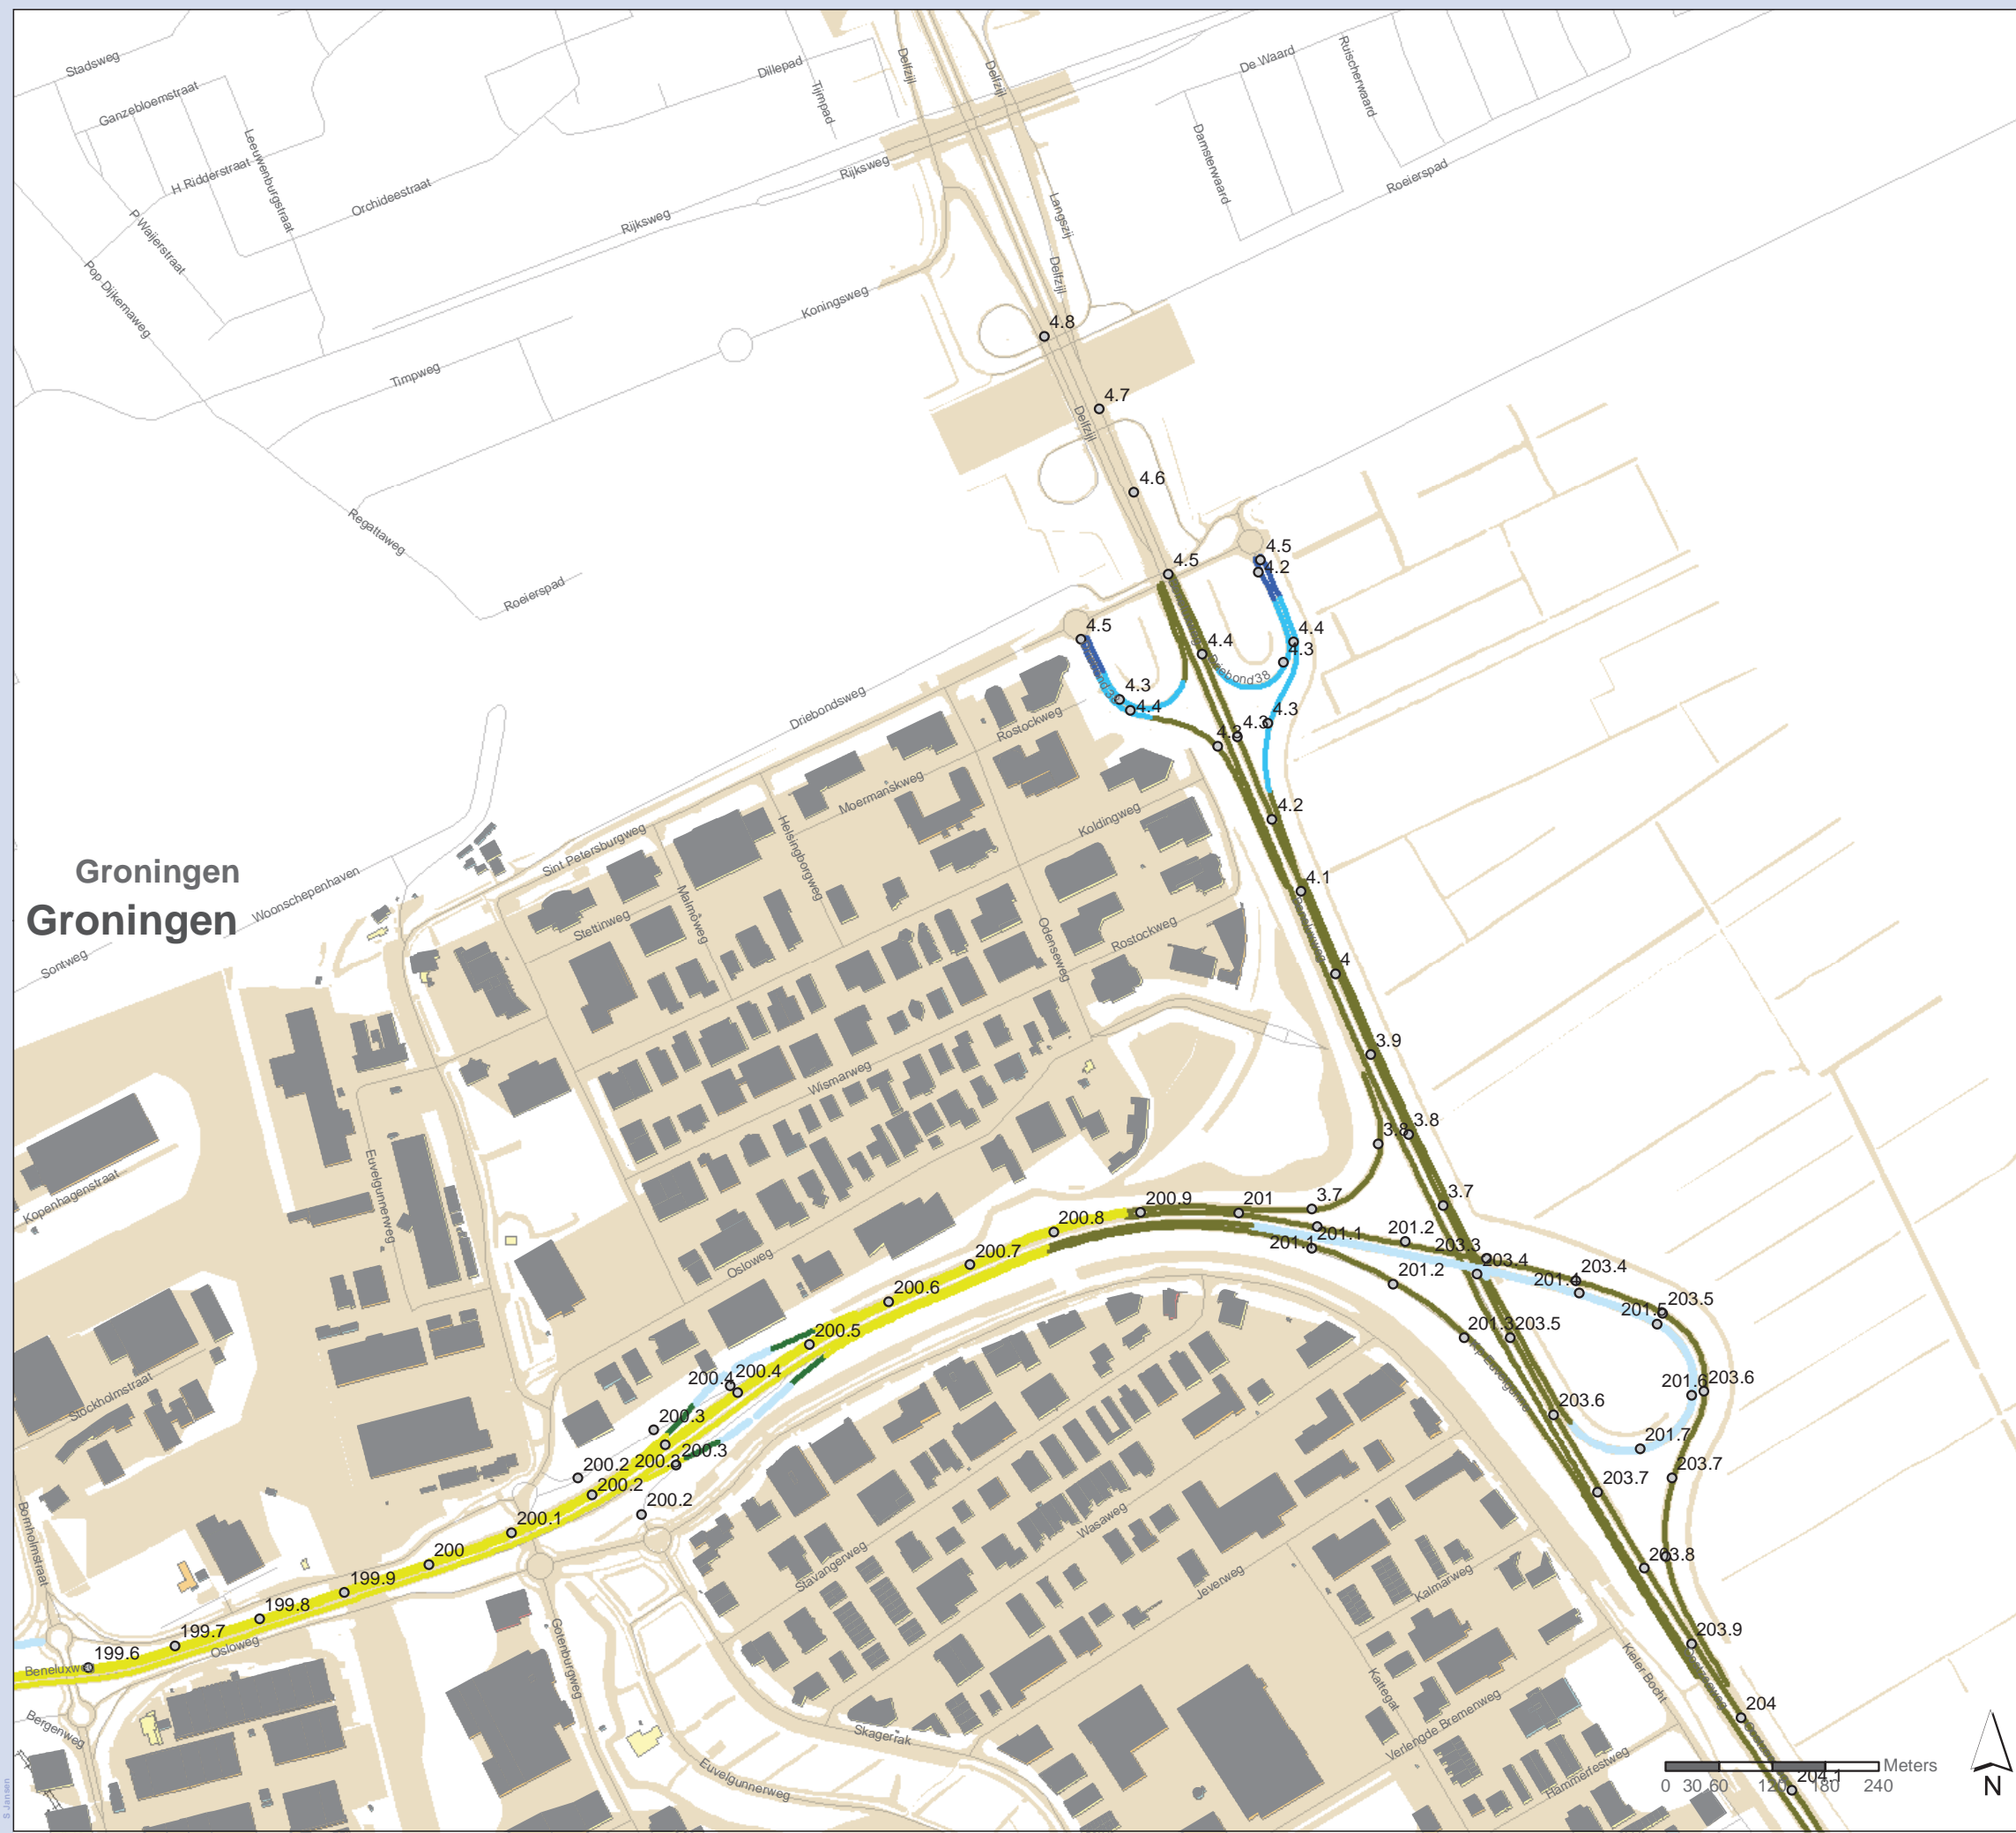 Stadsweg
Ganzebloemstraat
H Ridderstraat
Leeuwenburgstraat
P Waijerstraat
Pop Dijkemaweg
Orchideestraat
Dillepad
Tijmpad
Delfzijl
Delfzijl
Rijksweg
Rijksweg
De Waard
Ruischerwaard
Damsterwaard
Roeierspad
Langszij
Delfzijl
Koningsweg
Timpweg
4.8
4.7
Delfzijl
4.6
Regattaweg
Roeierspad
4.5
4.5
4.2
4.5
4.4
4.4
4.3
4.3
4.4
4.3
4.3
Driebondsweg
Rostockweg
Moermanskweg
Koldingweg
4.2
Sint Petersburgweg
Helsingborgweg
Malmöweg
Stettinweg
Odenseweg
Rostockweg
4.1
4
3.9
3.8
3.8
3.7
3.7
Groningen
Groningen
Woonschepenhaven
Sontweg
Wismarweg
Euvelgunnerweg
Kopenhagenstraat
Stockholmstraat
Osloweg
200.9
201
201.1
201.1
201.2
201.2
203.3
203.4
203.4
201.4
203.5
201.5
201.3
203.5
203.6
201.6
203.6
201.7
203.7
203.7
203.8
203.9
204
204.1
200.8
200.7
200.6
200.5
200.4
200.4
200.3
200.3
200.3
200.2
200.2
200.2
200.1
200
199.9
199.8
199.7
199.6
Bornholmstraat
Osloweg
Beneluxweg
Bergenweg
Gotenburgweg
Stavangerweg
Wasaweg
Jeverweg
Kalmarweg
Kattegat
Kieler Bocht
Verlengde Bremenweg
Hammerfestweg
Skagerrak
Euvelgunnerweg
Meters
0 30 60 120 180 240
N
S Jansen